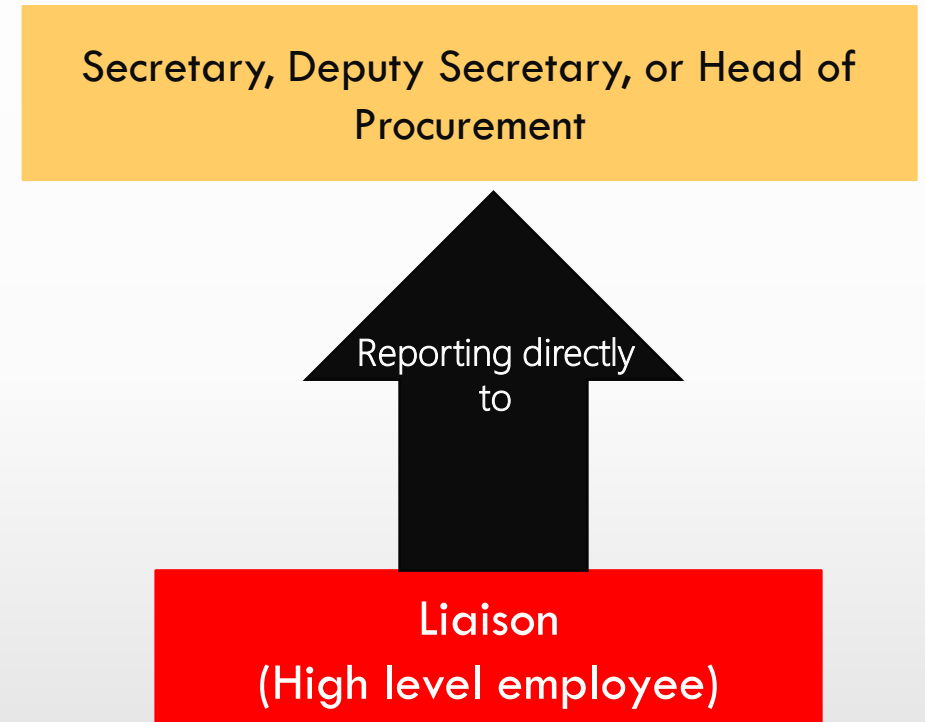 Secretary, Deputy Secretary, or Head of
Procurement
Reporting directly
to
Liaison
(High level employee)